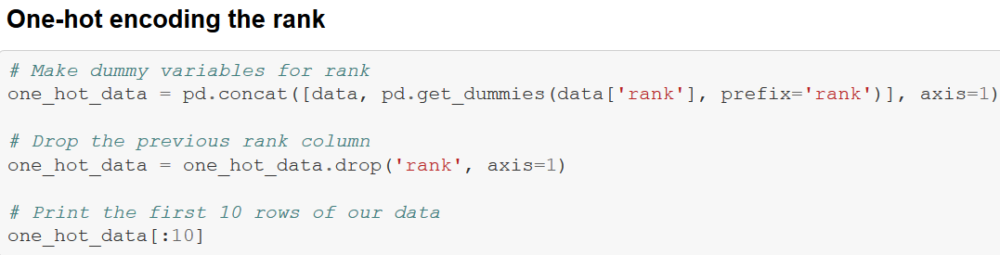 One-hot encoding the rank
# Make dummy variables for rank
one_hot_data = pd.concat([data, pd.get_dummies(data['rank'], prefix='rank')], axis=1)
# Drop the previous rank column
one_hot_data = one_hot_data.drop('rank', axis=1)
# Print the first 10 rows of our data
one_hot_data[:10]